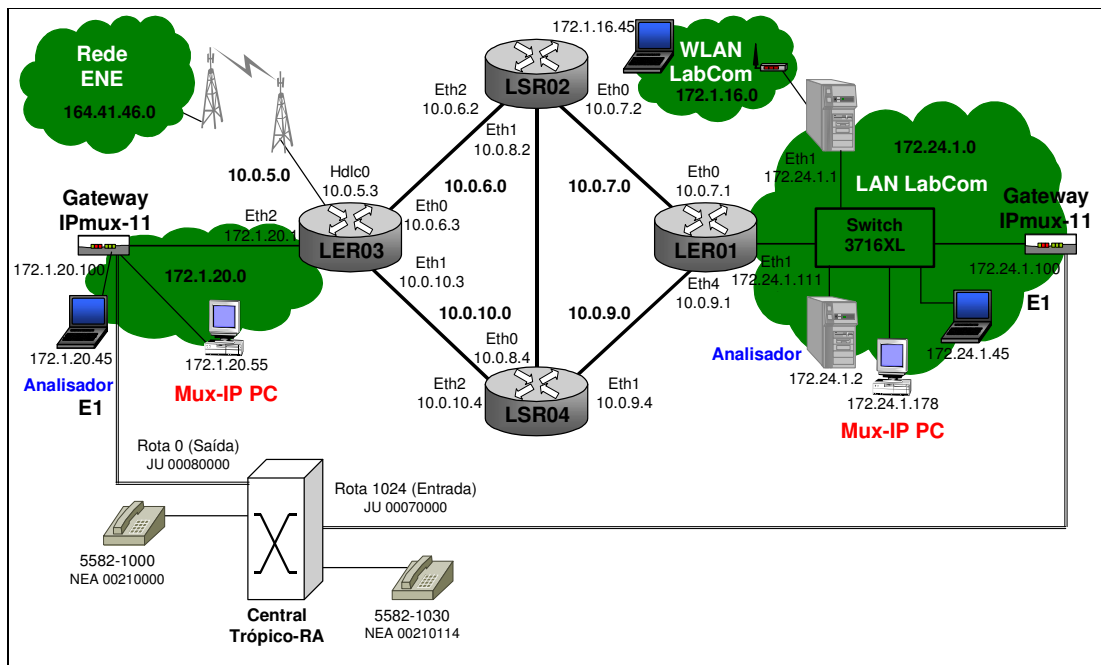 Rede
ENE
164.41.46.0
10.0.5.0
172.1.16.45
WLAN
LabCom
172.1.16.0
LSR02
Eth2
10.0.6.2
Eth1
10.0.8.2
Eth0
10.0.7.2
10.0.6.0
10.0.7.0
Hdlc0
10.0.5.3
Eth0
10.0.6.3
Eth2
172.1.20.1
LER03
Eth1
10.0.10.3
Gateway
IPmux-11
172.1.20.100
172.1.20.0
172.1.20.45
Analisador
E1
172.1.20.55
Mux-IP PC
10.0.10.0
10.0.9.0
Eth0
10.0.8.4
Eth2
10.0.10.4
Eth1
10.0.9.4
LSR04
Eth0
10.0.7.1
LER01
Eth1
172.24.1.111
Eth4
10.0.9.1
Eth1
172.24.1.1
172.24.1.0
LAN LabCom
Switch
3716XL
Gateway
IPmux-11
172.24.1.100
E1
Analisador
172.24.1.2
172.24.1.45
172.24.1.178
Mux-IP PC
Rota 0 (Saída)
JU 00080000
Rota 1024 (Entrada)
JU 00070000
5582-1000
NEA 00210000
Central
Trópico-RA
5582-1030
NEA 00210114